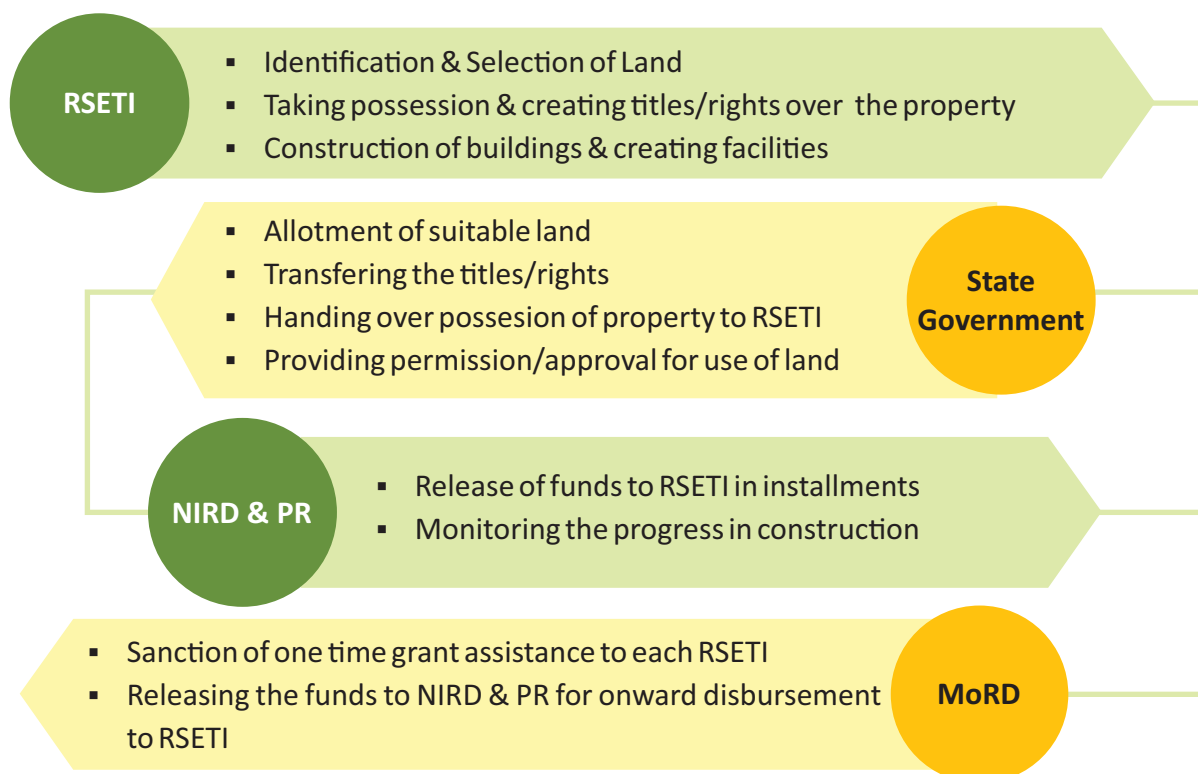 RSETI
▪ Identification & Selection of Land
▪ Taking possession & creating titles/rights over the property
▪ Construction of buildings & creating facilities
▪ Allotment of suitable land
▪ Transfering the titles/rights
▪ Handing over possesion of property to RSETI
▪ Providing permission/approval for use of land
State
Government
NIRD & PR
▪ Release of funds to RSETI in installments
▪ Monitoring the progress in construction
▪ Sanction of one time grant assistance to each RSETI
▪ Releasing the funds to NIRD & PR for onward disbursement
to RSETI
MoRD